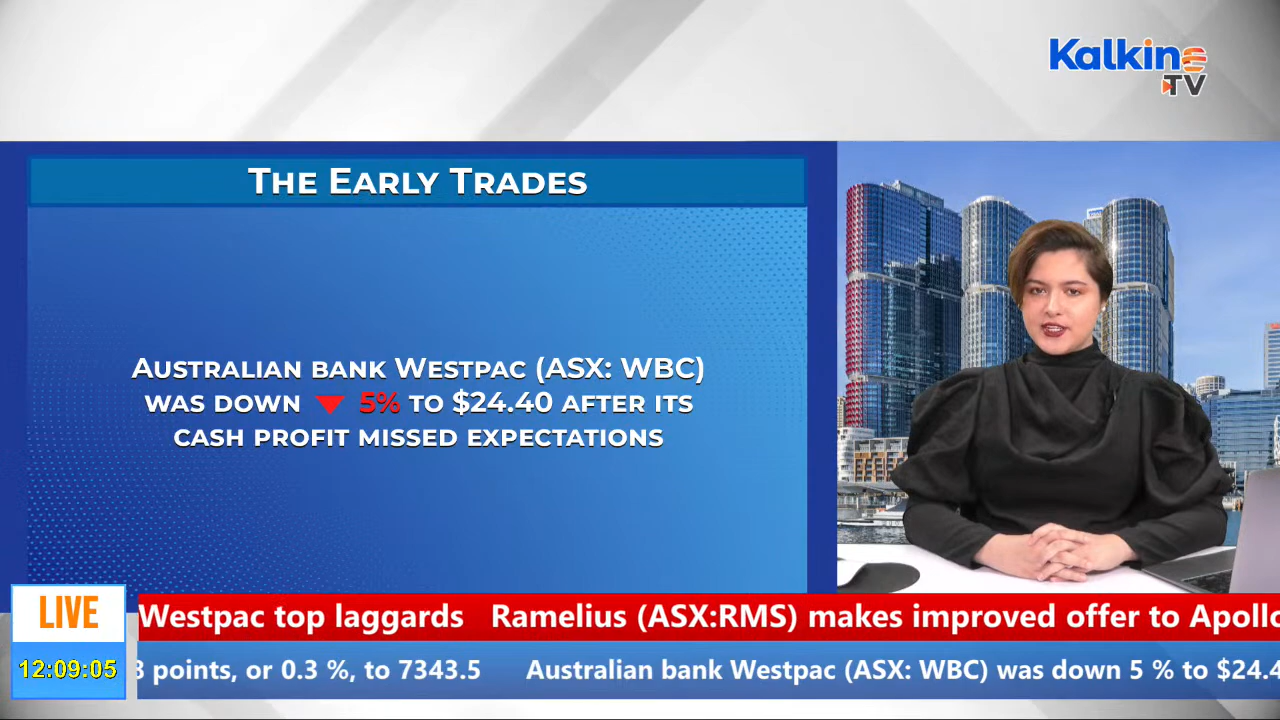 Kalkine
TV
THE EARLY TRADES
AUSTRALIAN BANK WESTPAC (ASX: WBC)
WAS DOWN 5% TO $24.40 AFTER ITS
CASH PROFIT MISSED EXPECTATIONS
LIVE
Westpac top laggards Ramelius (ASX:RMS) makes improved offer to Apollo
12:09:05
points, or 0.3 %, to 7343.5 Australian bank Westpac (ASX: WBC) was down 5 % to $24.4